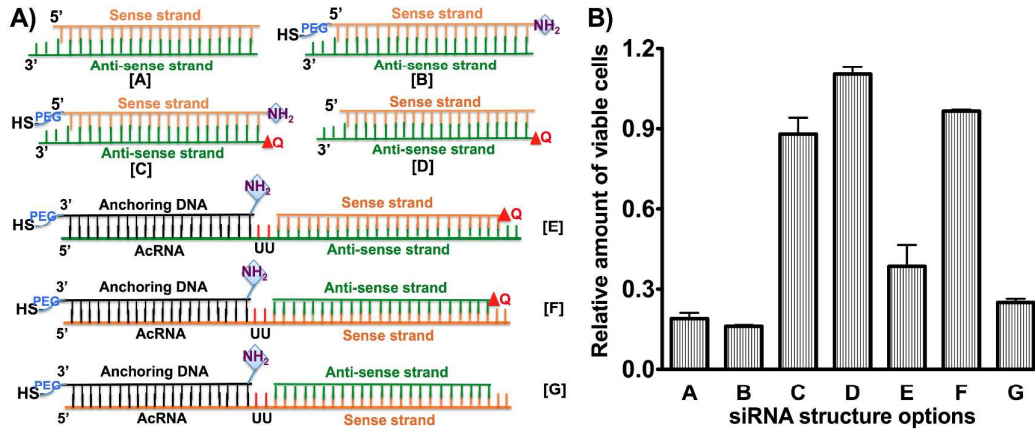 A)
5’ Sense strand
3’ Anti-sense strand
[A]
5’ Sense strand
HS PEG NH2
3’ Anti-sense strand
[B]
5’ Sense strand
HS PEG NH2
3’ Anti-sense strand Q
[C]
5’ Sense strand
3’ Anti-sense strand Q
[D]
NH2
3’ Anchoring DNA Sense strand Q
HS PEG [E]
5’ AcRNA UU Anti-sense strand
NH2
3’ Anchoring DNA Anti-sense strand Q
HS PEG [F]
5’ AcRNA UU Sense strand
NH2
3’ Anchoring DNA Anti-sense strand
HS PEG [G]
5’ AcRNA UU Sense strand
B)
Relative amount of viable cells
1.2
0.9
0.6
0.3
0.0
A B C D E F G
siRNA structure options